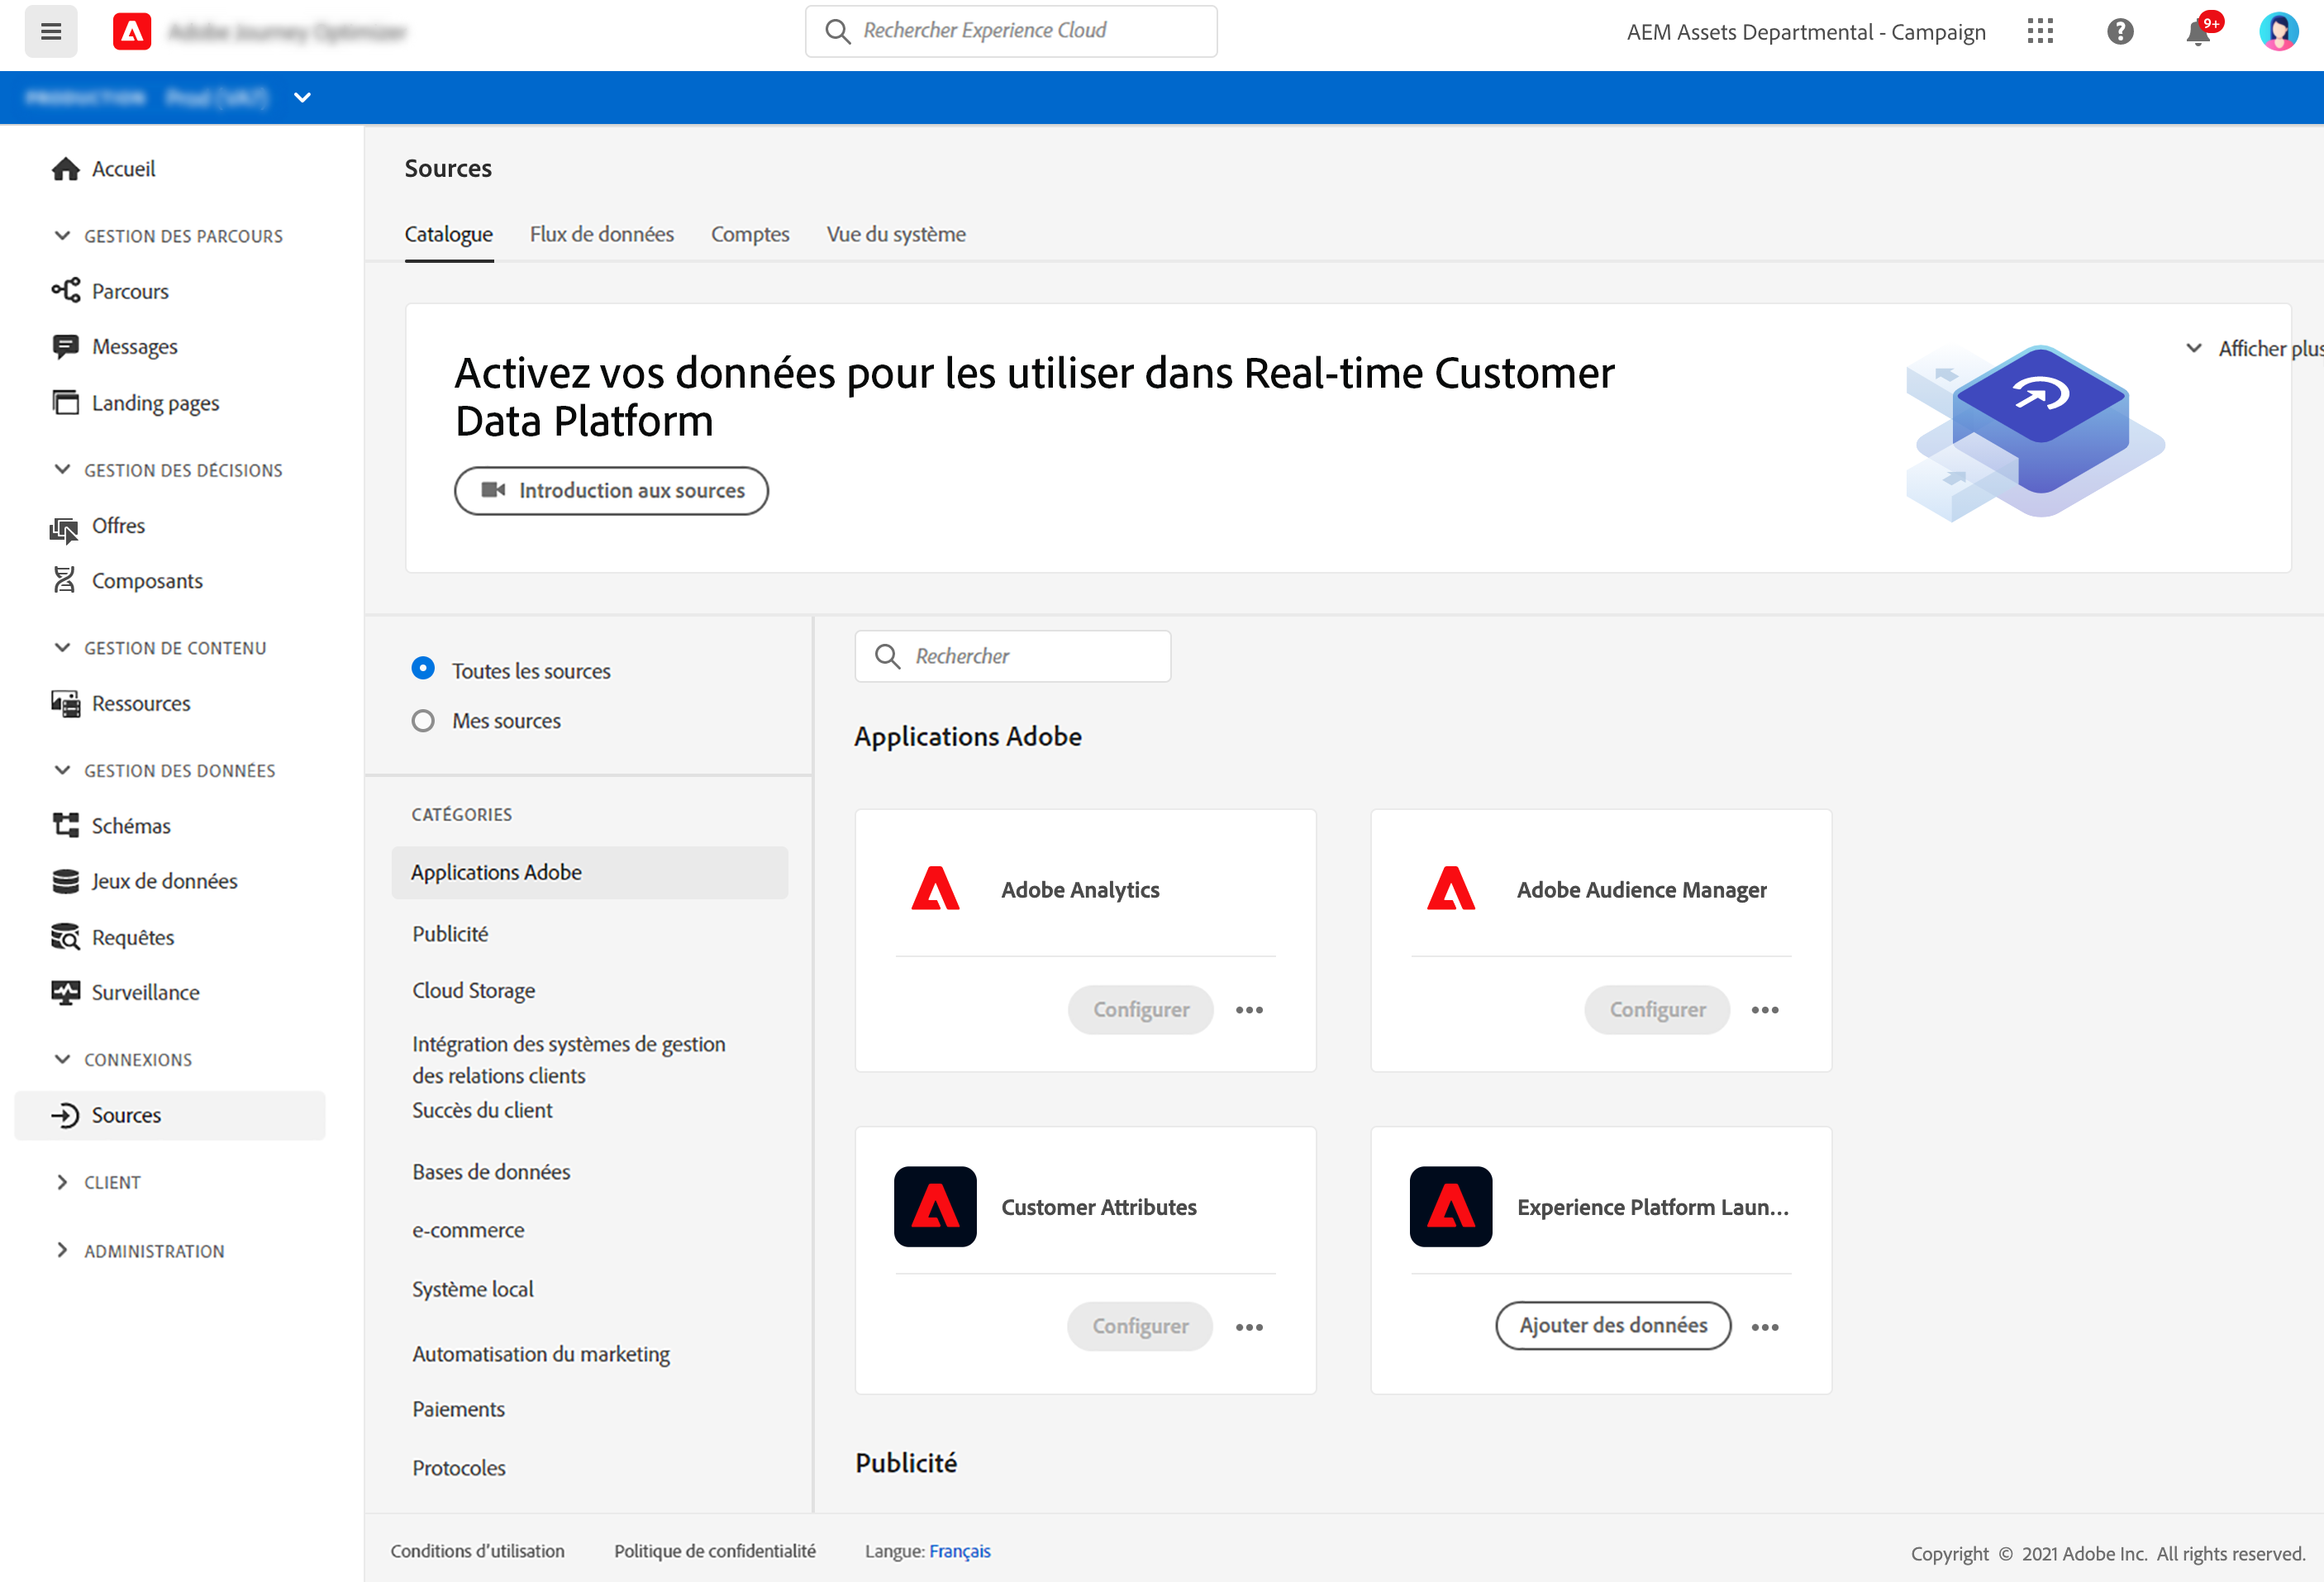 Rechercher Experience Cloud
AEM Assets Departmental - Campaign
9+
Accueil
GESTION DES PARCOURS
Parcours
Messages
Landing pages
GESTION DES DÉCISIONS
Offres
Composants
GESTION DE CONTENU
Ressources
GESTION DES DONNÉES
Schémas
Jeux de données
Requêtes
Surveillance
CONNEXIONS
Sources
CLIENT
ADMINISTRATION
Sources
Catalogue
Flux de données
Comptes
Vue du système
Activez vos données pour les utiliser dans Real-time Customer
Data Platform
Introduction aux sources
Afficher plus
Toutes les sources
Mes sources
CATÉGORIES
Applications Adobe
Publicité
Cloud Storage
Intégration des systèmes de gestion
des relations clients
Succès du client
Bases de données
e-commerce
Système local
Automatisation du marketing
Paiements
Protocoles
Rechercher
Applications Adobe
Adobe Analytics
Configurer
Adobe Audience Manager
Configurer
Customer Attributes
Configurer
Experience Platform Laun...
Ajouter des données
Publicité
Conditions d'utilisation
Politique de confidentialité
Langue: Français
Copyright © 2021 Adobe Inc. All rights reserved.